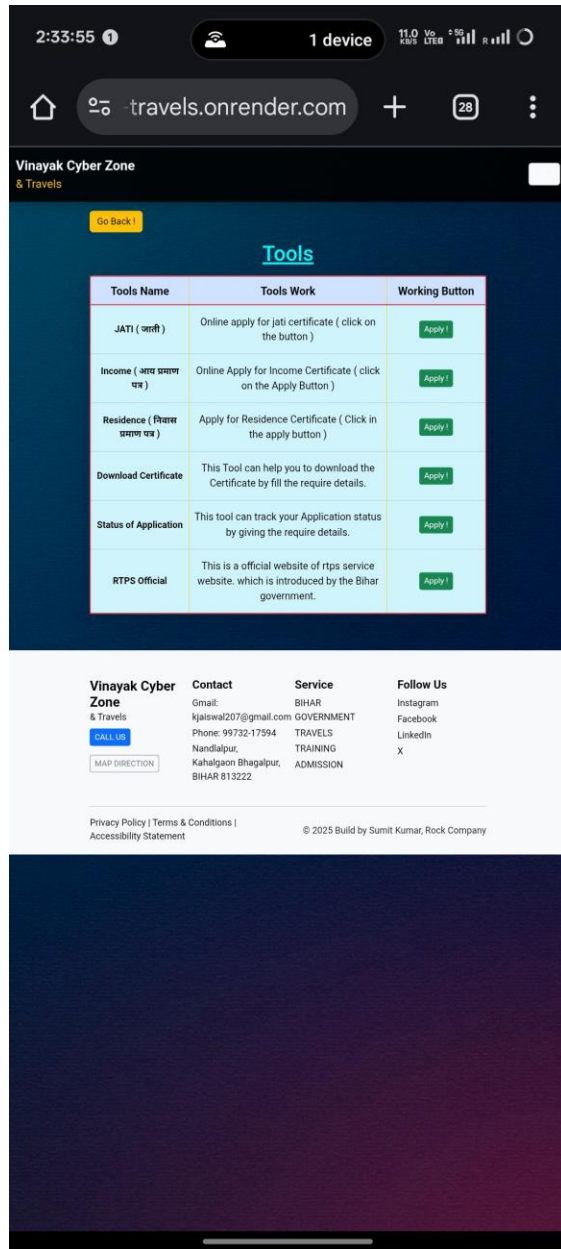 2:33:55 1
1 device
11.0 KB/S Vo LTE 5G R
-travels.onrender.com
28
Vinayak Cyber Zone
& Travels
Go Back !
Tools
Tools Name Tools Work Working Button
JATI ( जाती )
Online apply for jati certificate ( click on
the button )
Apply !
Income ( आय प्रमाण
पत्र )
Online Apply for Income Certificate ( click
on the Apply Button )
Apply !
Residence ( निवास
प्रमाण पत्र )
Apply for Residence Certificate ( Click in
the apply button )
Apply !
Download Certificate
This Tool can help you to download the
Certificate by fill the require details.
Apply !
Status of Application
This tool can track your Application status
by giving the require details.
Apply !
RTPS Official
This is a official website of rtps service
website. which is introduced by the Bihar
government.
Apply !
Vinayak Cyber
Zone
& Travels
CALL US
MAP DIRECTION
Contact
Gmail:
kjaiswal207@gmail.com
Phone: 99732-17594
Nandlalpur,
Kahalgaon Bhagalpur,
BIHAR 813222
Service
BIHAR
GOVERNMENT
TRAVELS
TRAINING
ADMISSION
Follow Us
Instagram
Facebook
LinkedIn
X
Privacy Policy | Terms & Conditions |
Accessibility Statement
© 2025 Build by Sumit Kumar, Rock Company